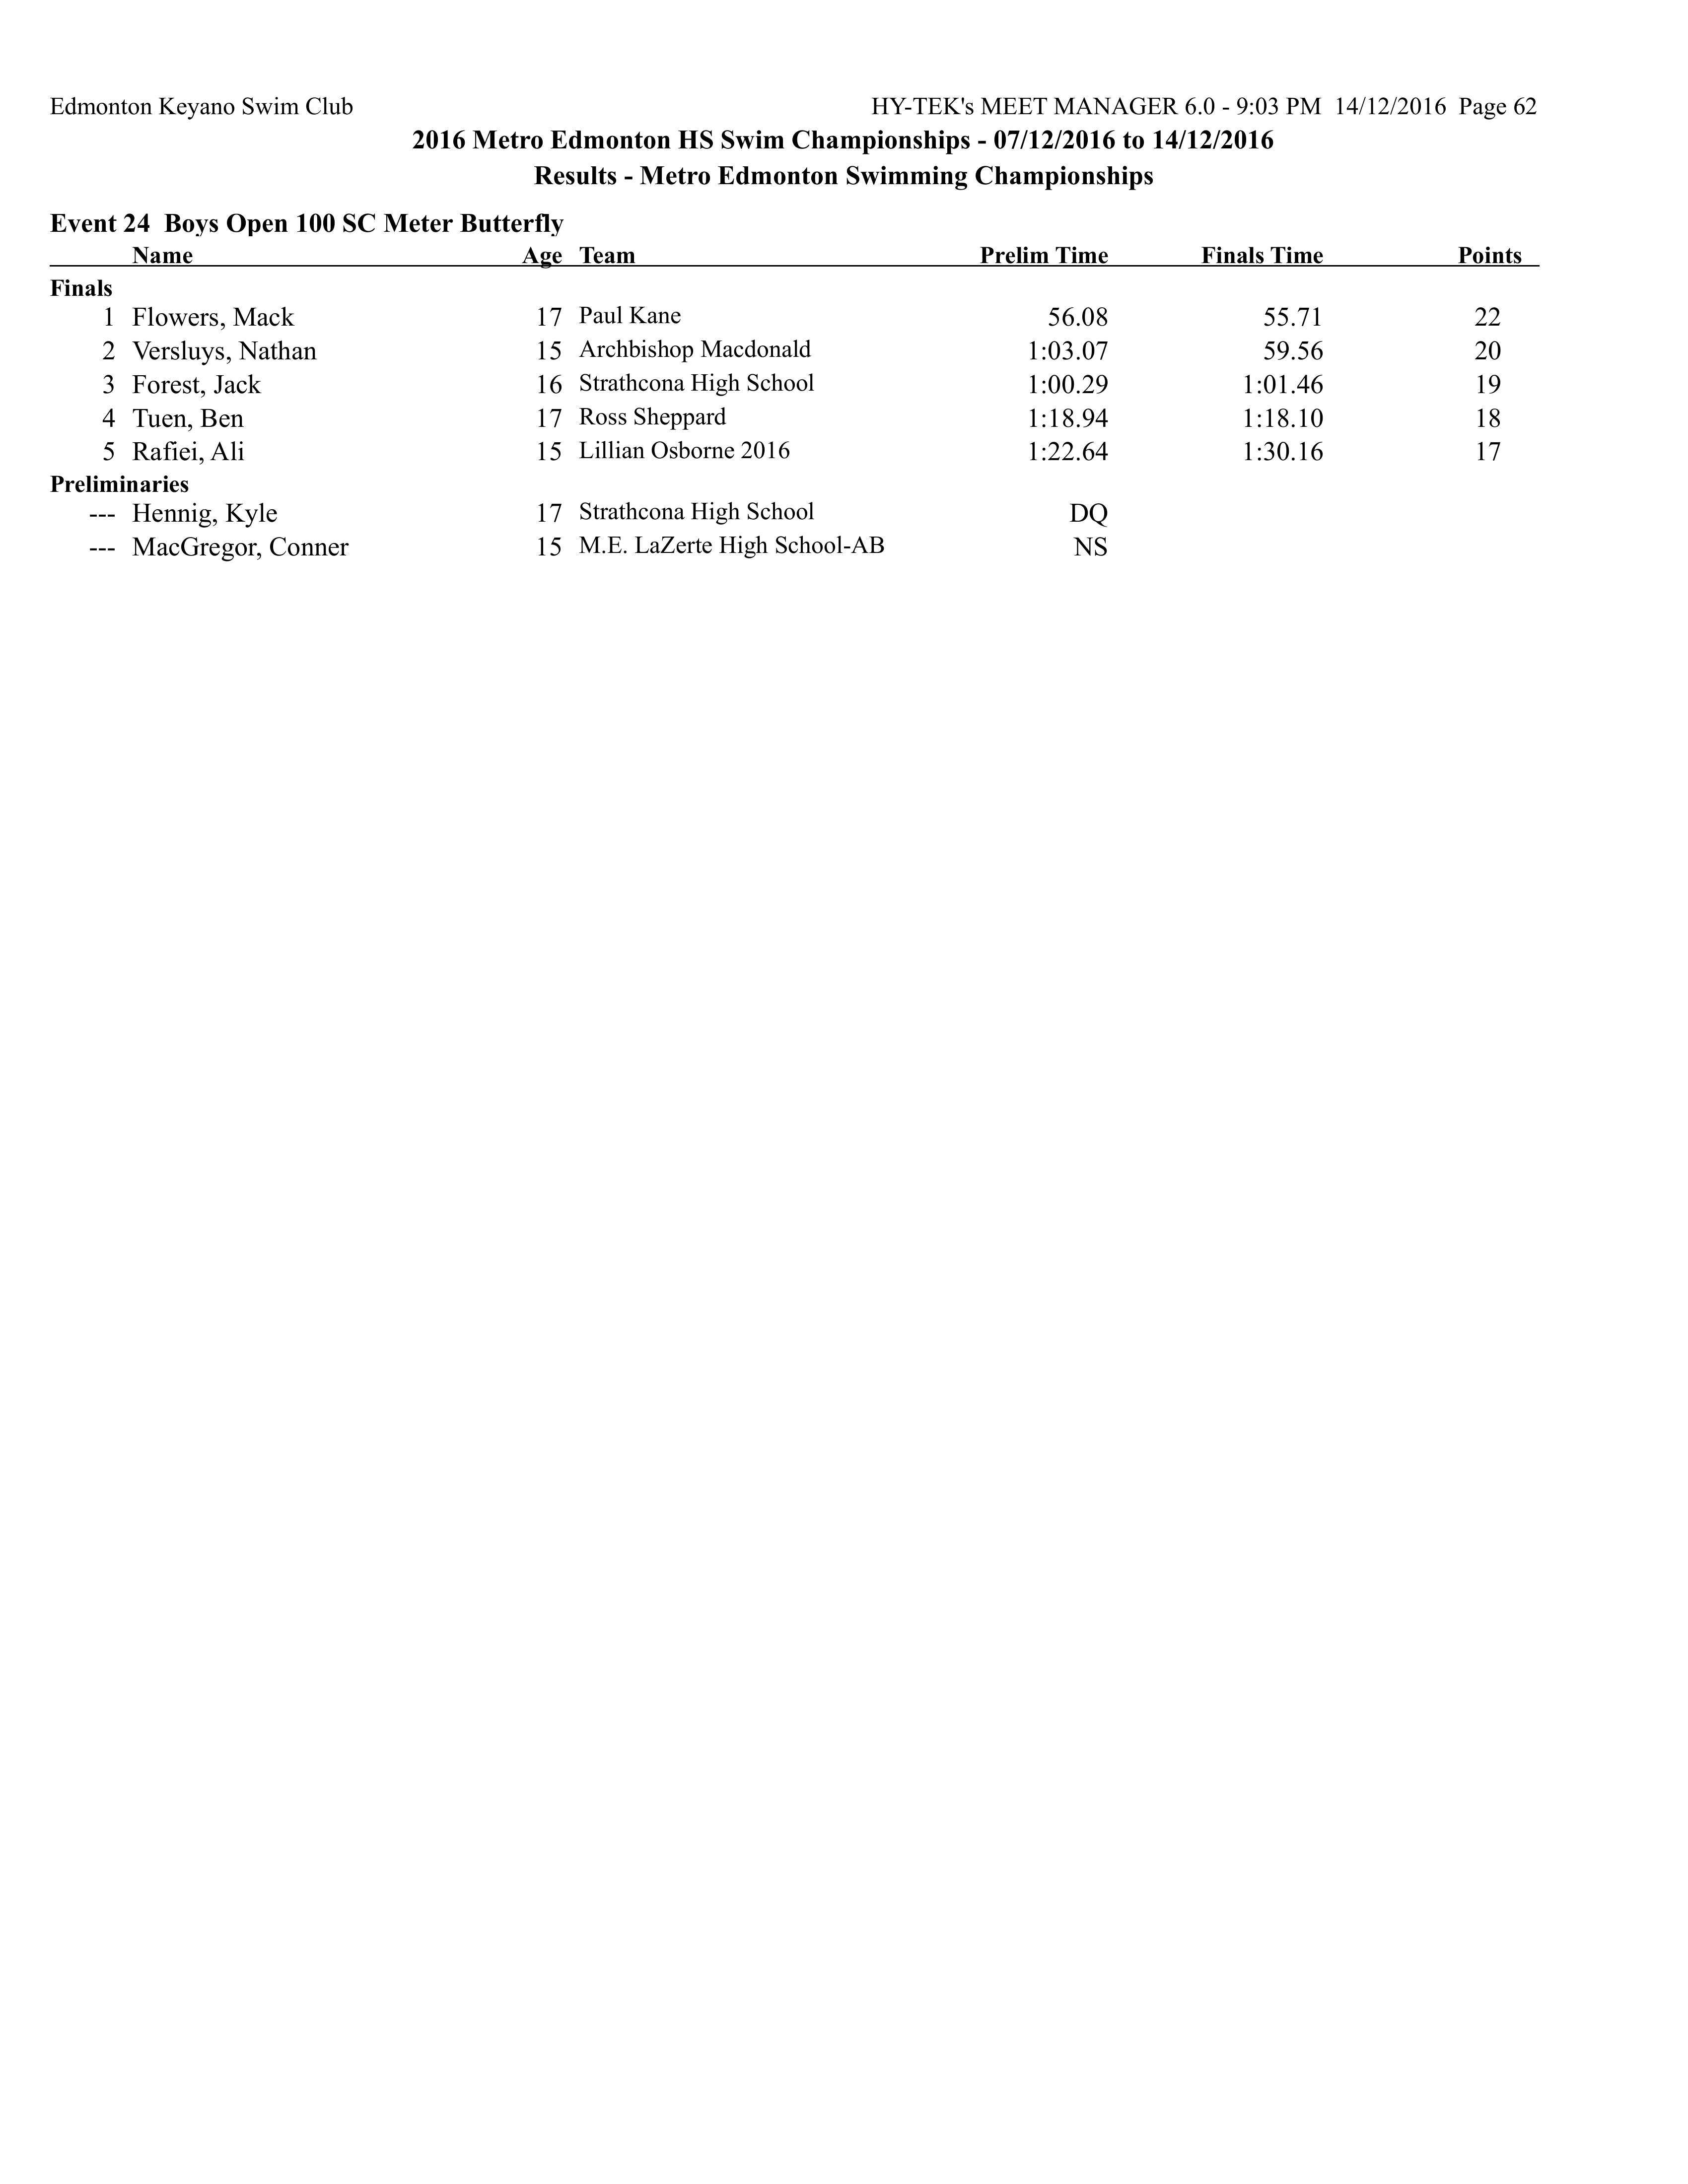 Edmonton Keyano Swim Club HY-TEK's MEET MANAGER 6.0 - 9:03 PM 14/12/2016 Page 62
2016 Metro Edmonton HS Swim Championships - 07/12/2016 to 14/12/2016
Results - Metro Edmonton Swimming Championships
Event 24 Boys Open 100 SC Meter Butterfly
Name Age Team Prelim Time Finals Time Points
Finals
1 Flowers, Mack 17 Paul Kane 56.08 55.71 22
2 Versluys, Nathan 15 Archbishop Macdonald 1:03.07 59.56 20
3 Forest, Jack 16 Strathcona High School 1:00.29 1:01.46 19
4 Tuen, Ben 17 Ross Sheppard 1:18.94 1:18.10 18
5 Rafiei, Ali 15 Lillian Osborne 2016 1:22.64 1:30.16 17
Preliminaries
--- Hennig, Kyle 17 Strathcona High School DQ
--- MacGregor, Conner 15 M.E. LaZerte High School-AB NS